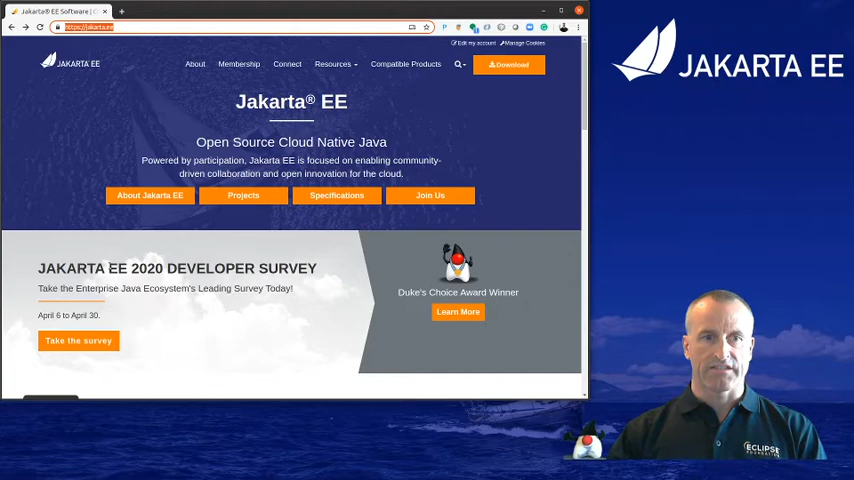 Jakarta® EE Software | C
https://jakarta.ee
Edit my account
Manage Cookies
JAKARTA EE
About
Membership
Connect
Resources
Compatible Products
Download
Jakarta® EE
Open Source Cloud Native Java
Powered by participation, Jakarta EE is focused on enabling community-
driven collaboration and open innovation for the cloud.
About Jakarta EE
Projects
Specifications
Join Us
JAKARTA EE 2020 DEVELOPER SURVEY
Take the Enterprise Java Ecosystem's Leading Survey Today!
April 6 to April 30.
Take the survey
Duke's Choice Award Winner
Learn More
JAKARTA EE
ECLIPSE
FOUNDATION